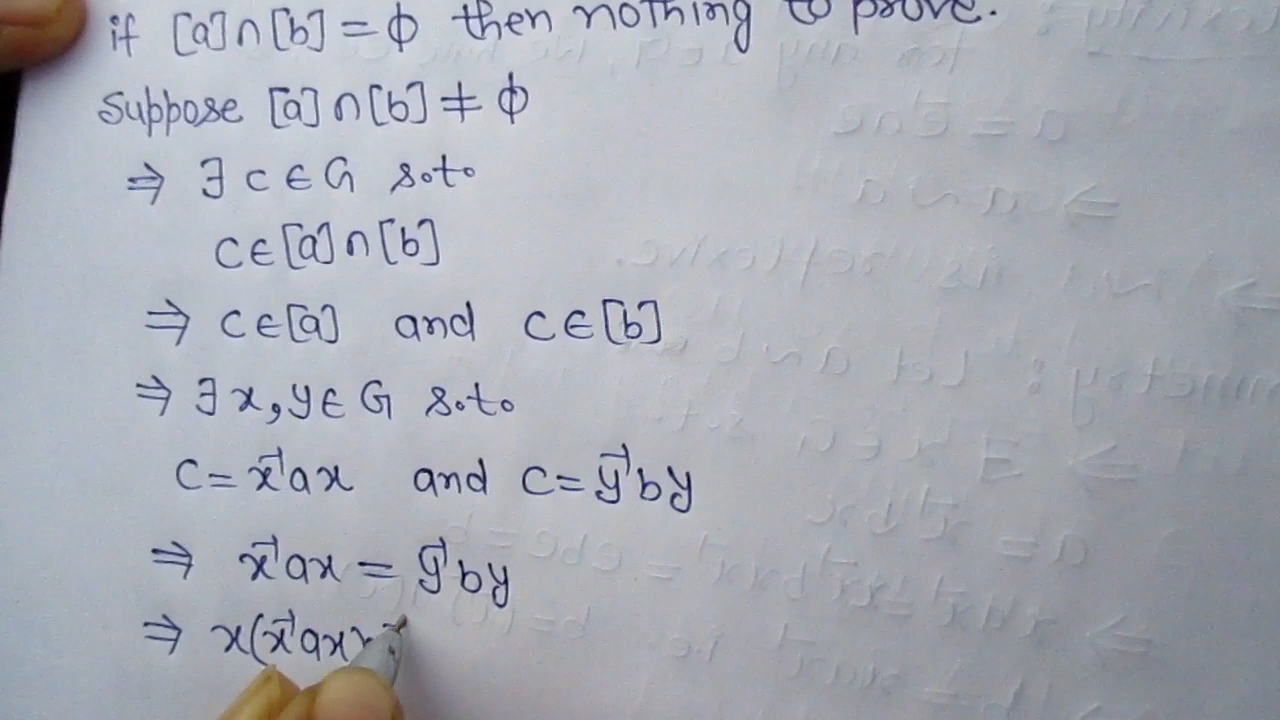 if [a]∩[b] = ϕ then nothing to prove.
Suppose [a]∩[b] ≠ ϕ
⇒ ∃ c ∈ G s.t.
c∈[a]∩[b]
⇒ c∈[a] and c∈[b]
⇒ ∃ x, y ∈ G s.t.
c = x⁻¹ax and c = y⁻¹by
⇒ x⁻¹ax = y⁻¹by
⇒ x(x⁻¹ax